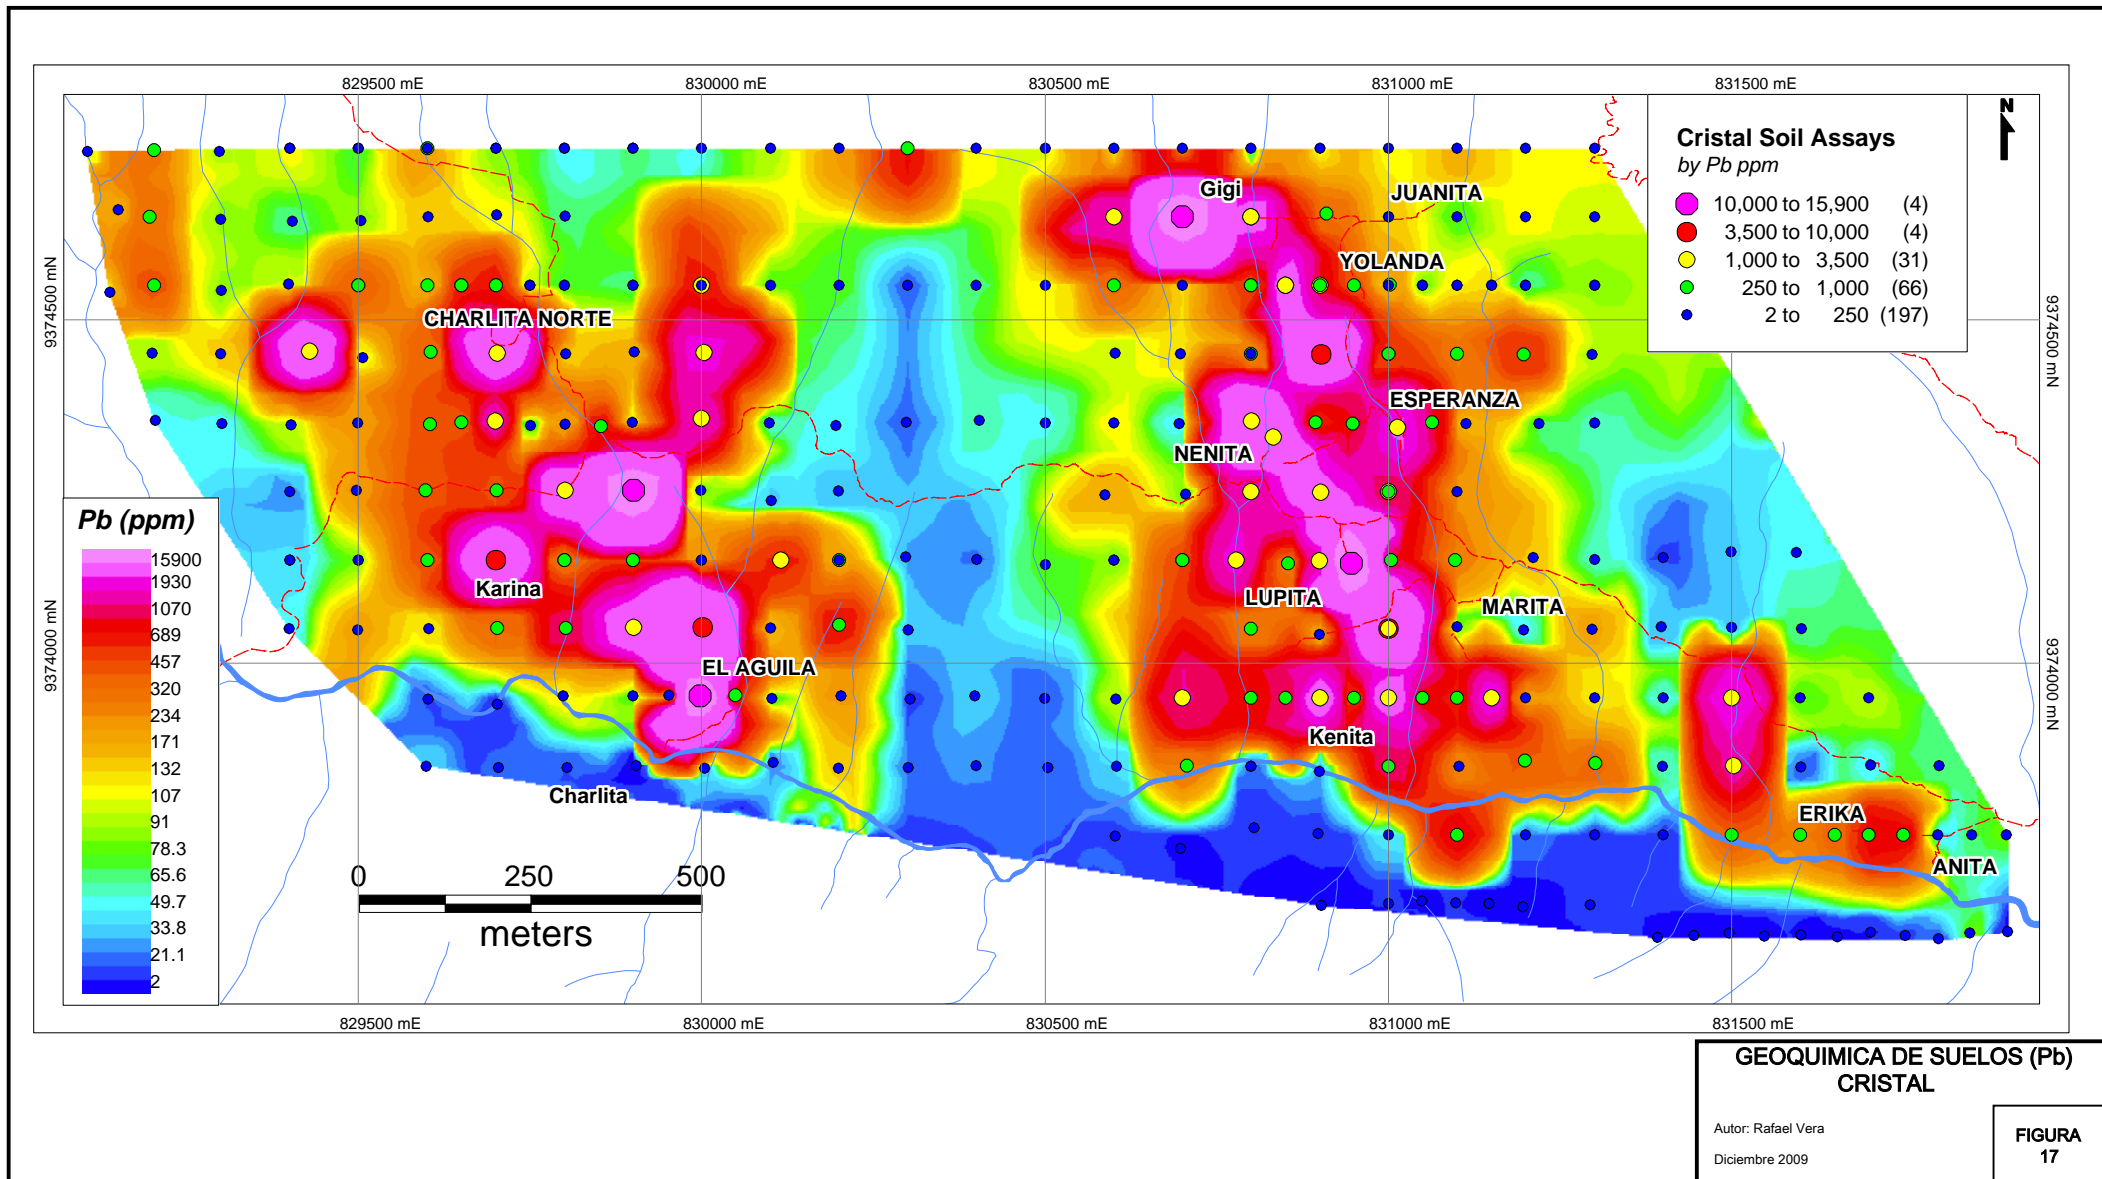 829500 mE
830000 mE
830500 mE
831000 mE
831500 mE
N
Cristal Soil Assays
by Pb ppm
10,000 to 15,900 (4)
3,500 to 10,000 (4)
1,000 to 3,500 (31)
250 to 1,000 (66)
2 to 250 (197)
Gigi
JUANITA
YOLANDA
9374500 mN
9374500 mN
CHARLITA NORTE
ESPERANZA
NENITA
Pb (ppm)
15900
1930
1070
689
457
320
234
171
132
107
91
78.3
65.6
49.7
33.8
21.1
2
Karina
LUPITA
MARITA
9374000 mN
9374000 mN
EL AGUILA
Kenita
Charlita
ERIKA
ANITA
0 250 500
meters
829500 mE
830000 mE
830500 mE
831000 mE
831500 mE
GEOQUIMICA DE SUELOS (Pb)
CRISTAL
Autor: Rafael Vera
Diciembre 2009
FIGURA
17